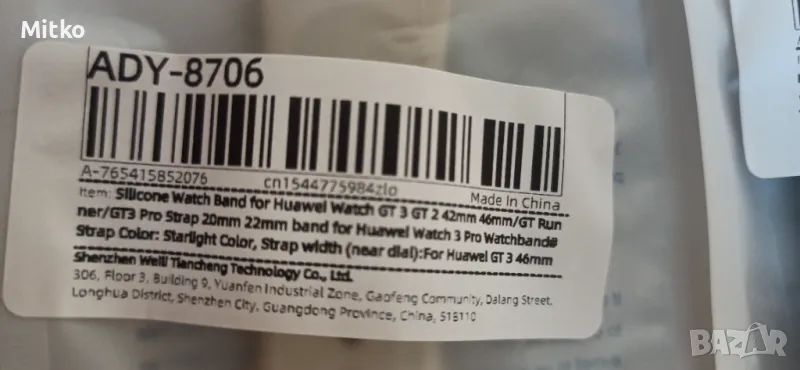 Mitko
ADY-8706
A-765415852076
cn1544775984zlo
Made in China
Item: Silicone Watch Band for Huawei Watch GT 3 GT 2 42mm 46mm/GT Run
ner/GT3 Pro Strap 20mm 22mm band for Huawei Watch 3 Pro Watchband#
Strap Color: Starlight Color, Strap width (near dial):For Huawei GT 3 46mm
Shenzhen Weili Tiancheng Technology Co., Ltd.
306, Floor 3, Building 9, Yuanfen Industrial Zone, Gaofeng Community, Dalang Street,
Longhua District, Shenzhen City, Guangdong Province, China, 518110
BAZAR